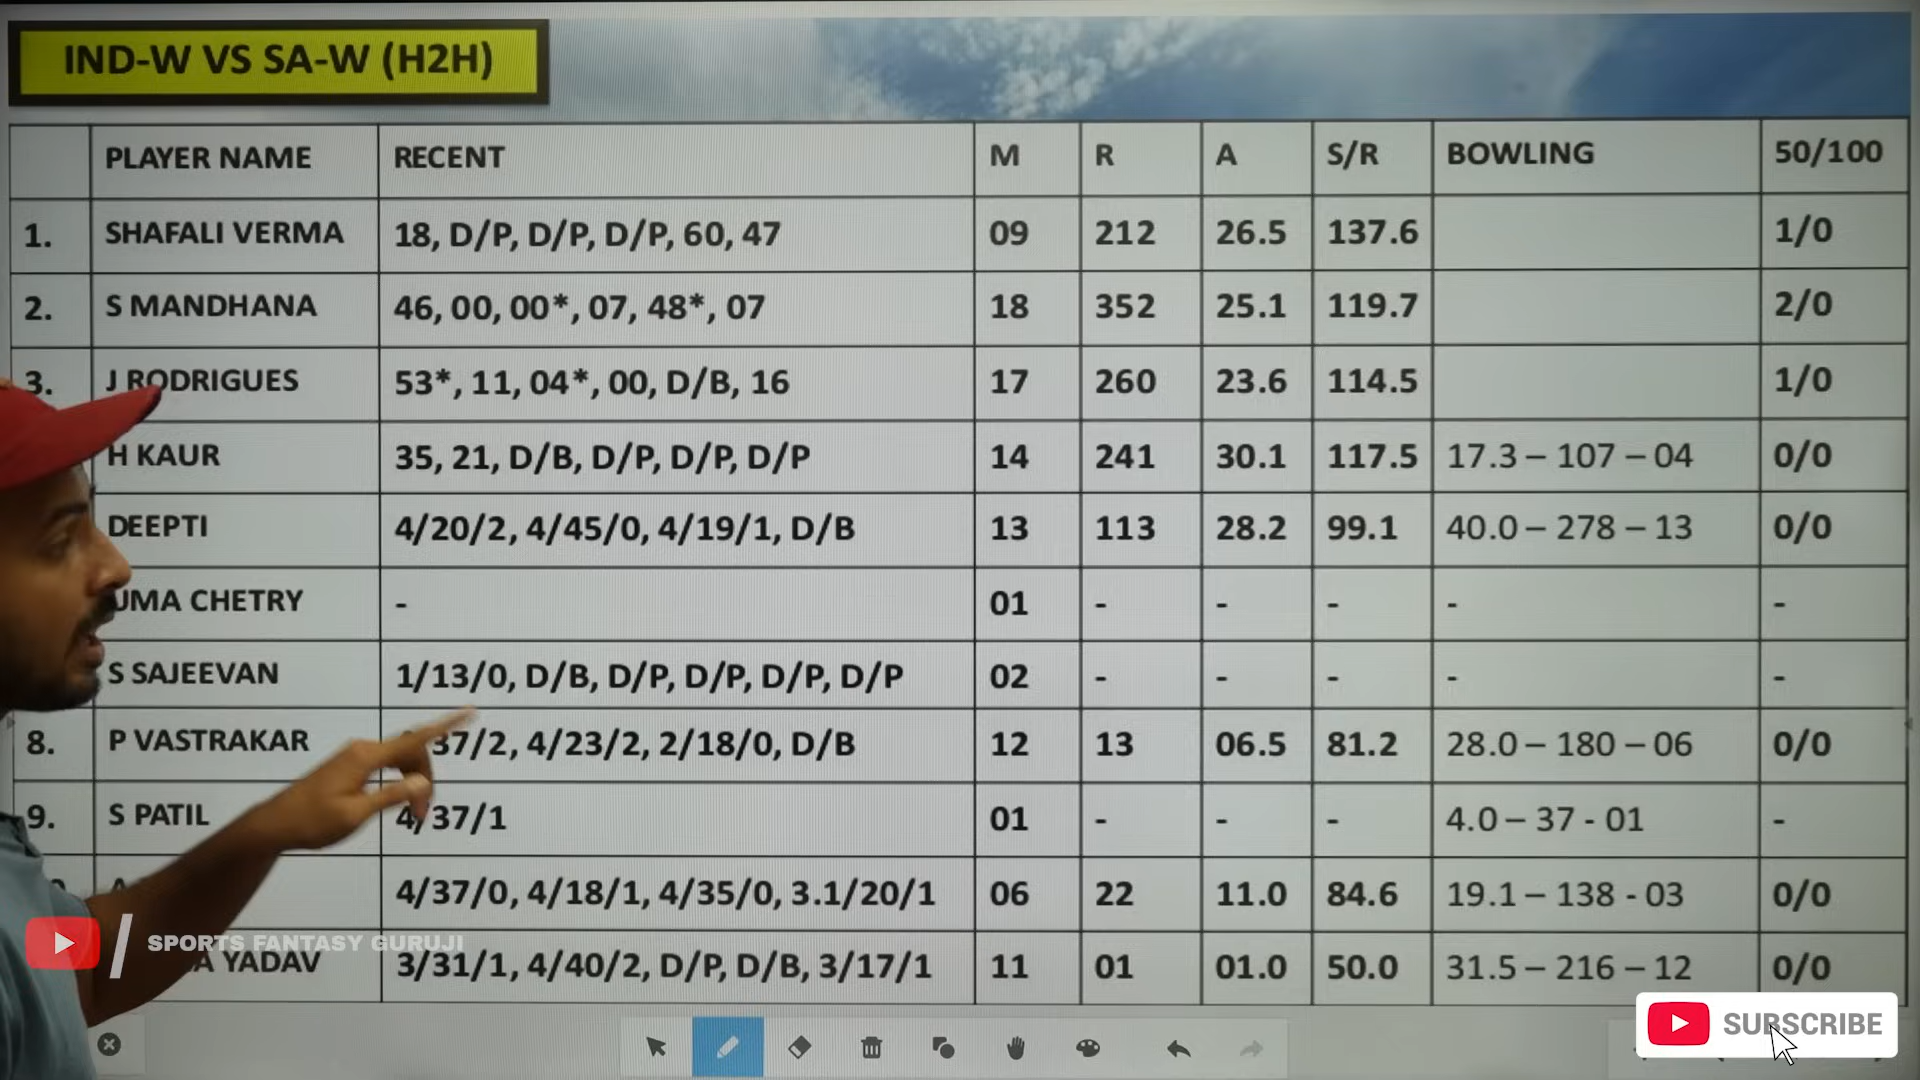 IND-W VS SA-W (H2H)
PLAYER NAME RECENT M R A S/R BOWLING 50/100
1. SHAFALI VERMA 18, D/P, D/P, D/P, 60, 47 09 212 26.5 137.6 1/0
2. S MANDHANA 46, 00, 00*, 07, 48*, 07 18 352 25.1 119.7 2/0
3. J RODRIGUES 53*, 11, 04*, 00, D/B, 16 17 260 23.6 114.5 1/0
H KAUR 35, 21, D/B, D/P, D/P, D/P 14 241 30.1 117.5 17.3 – 107 – 04 0/0
DEEPTI 4/20/2, 4/45/0, 4/19/1, D/B 13 113 28.2 99.1 40.0 – 278 – 13 0/0
UMA CHETRY - 01 - - - - -
S SAJEEVAN 1/13/0, D/B, D/P, D/P, D/P, D/P 02 - - - - -
8. P VASTRAKAR 37/2, 4/23/2, 2/18/0, D/B 12 13 06.5 81.2 28.0 – 180 – 06 0/0
9. S PATIL 4/37/1 01 - - - 4.0 – 37 - 01 -
4/37/0, 4/18/1, 4/35/0, 3.1/20/1 06 22 11.0 84.6 19.1 – 138 - 03 0/0
SPORTS FANTASY GURUJI
YADAV 3/31/1, 4/40/2, D/P, D/B, 3/17/1 11 01 01.0 50.0 31.5 – 216 – 12 0/0
SUBSCRIBE